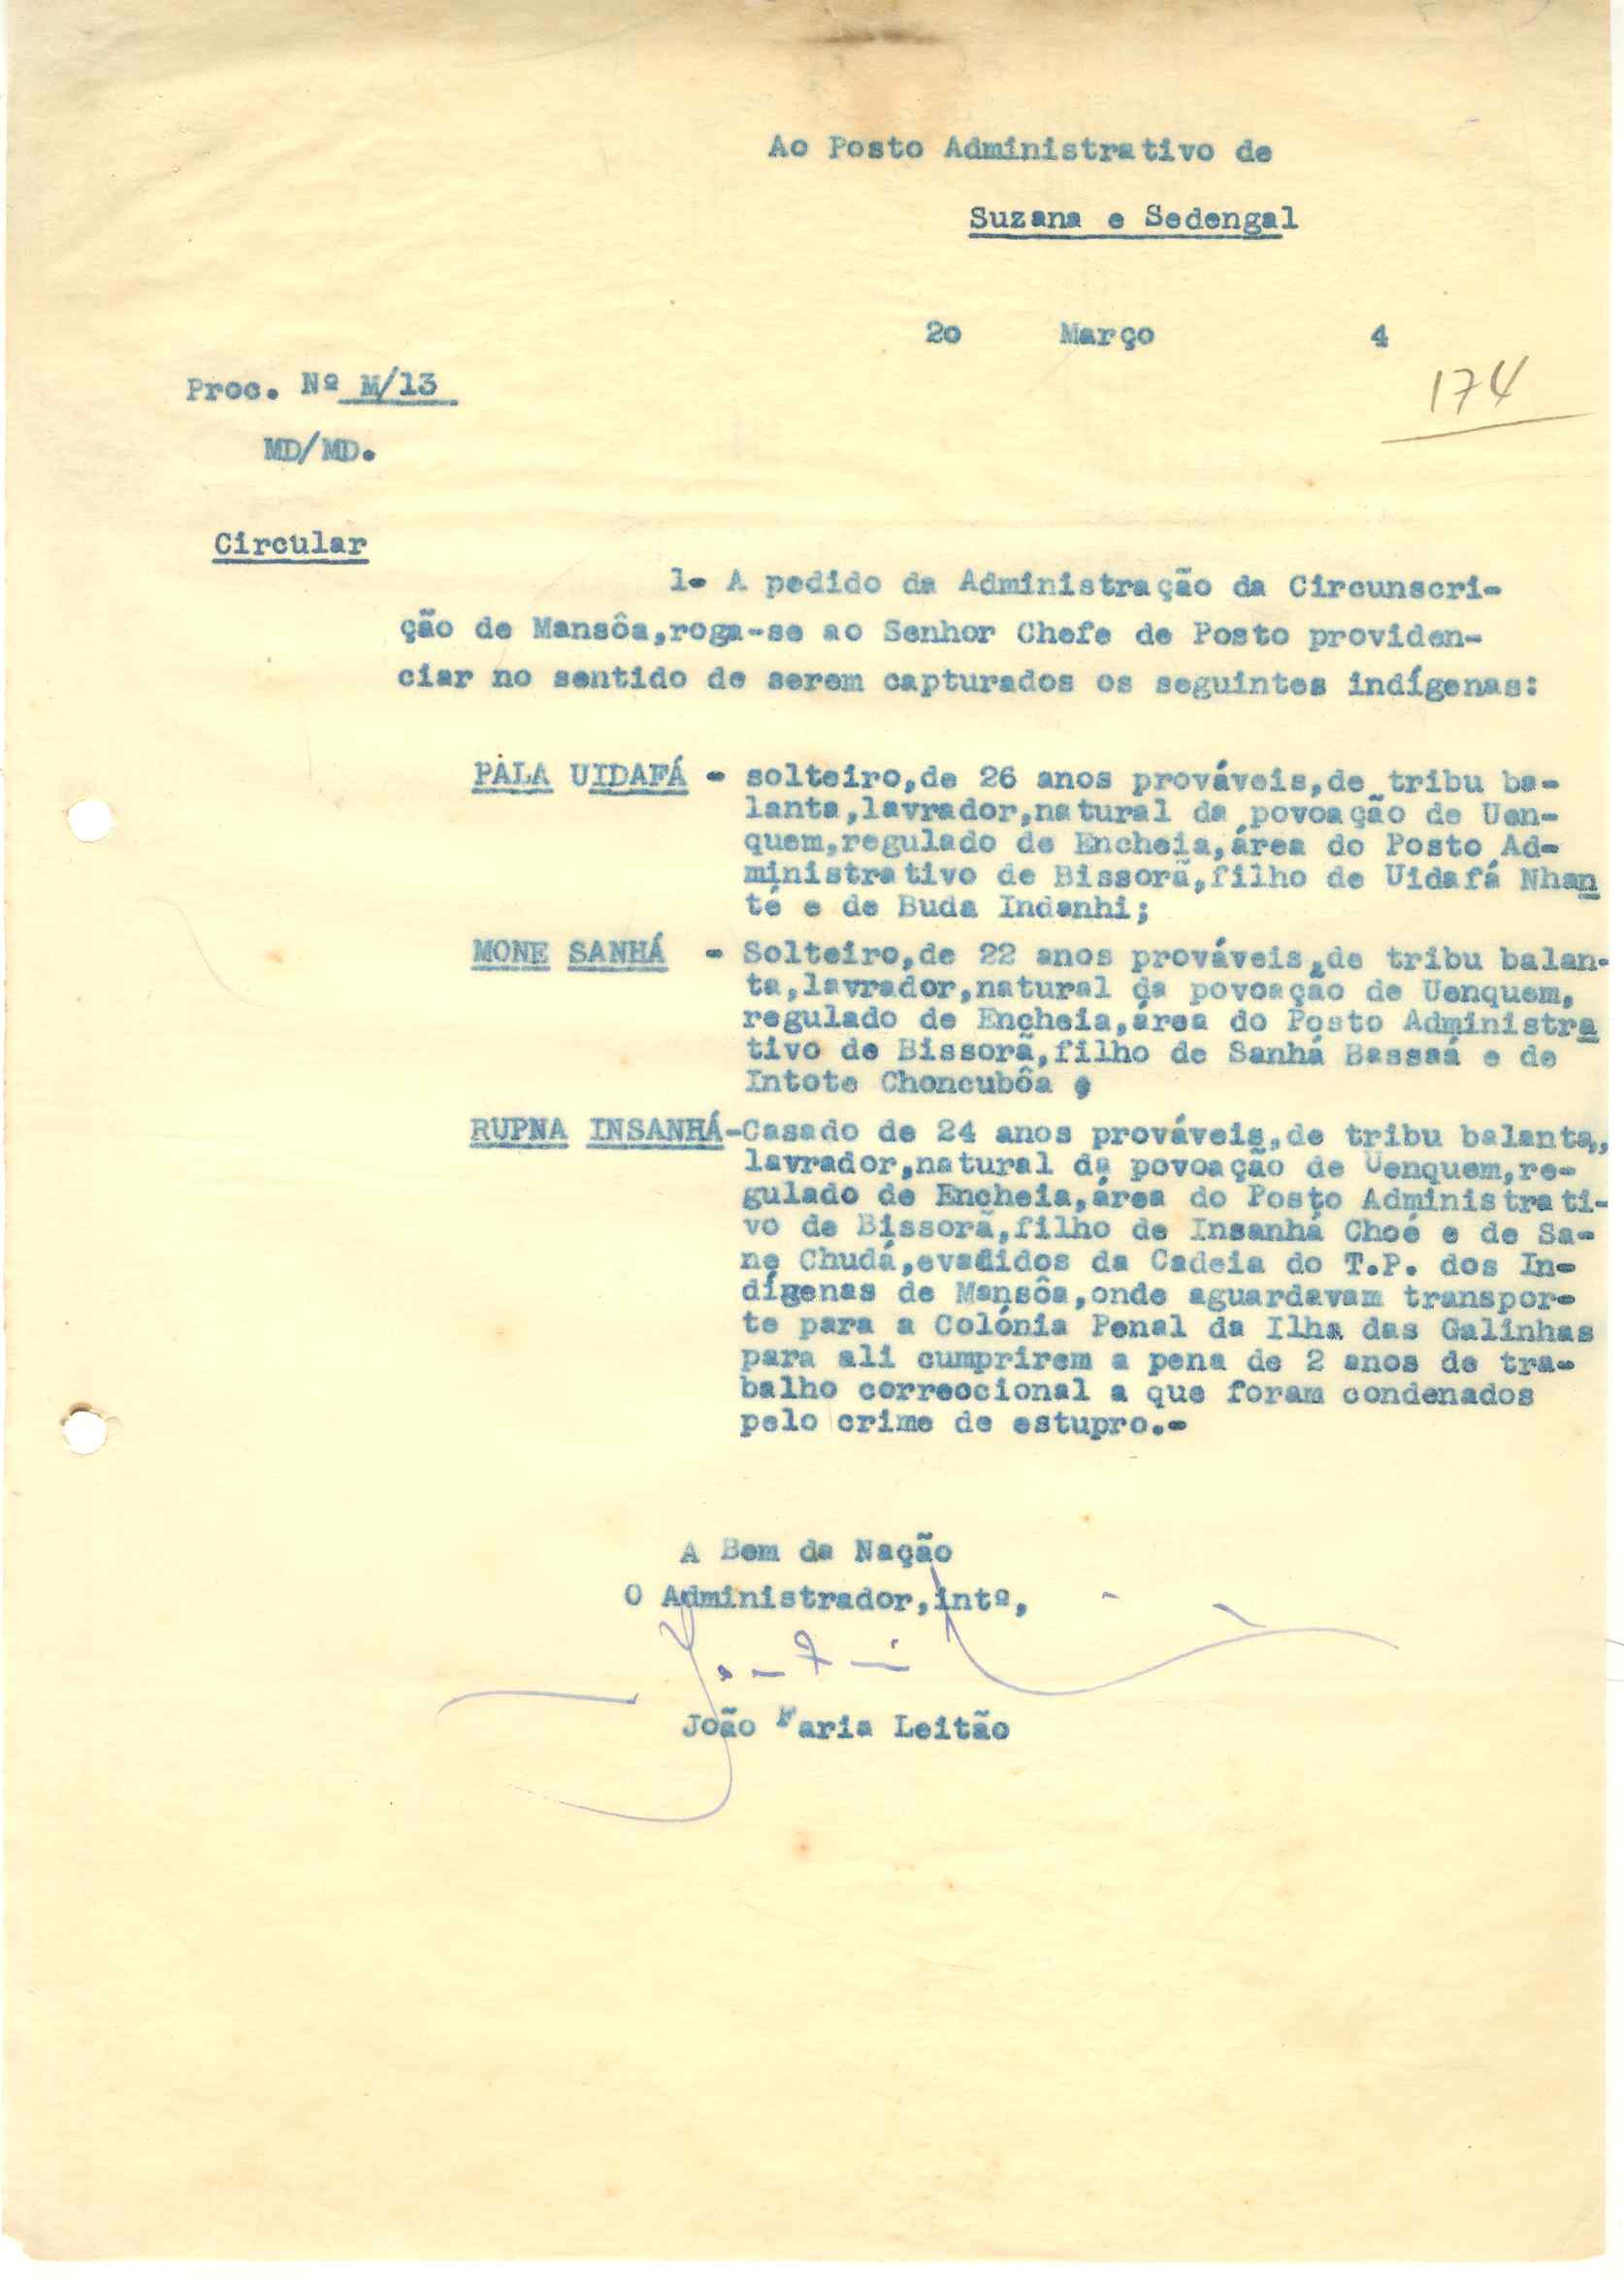 Ao Posto Administrativo de
Suzana e Sedengal
2o Março 4
174
Proc. Nº M/13
MD/MD.
Circular
1- A pedido da Administração da Circunscri-
ção de Mansôa,roga-se ao Senhor Chefe de Posto providen-
ciar no sentido de serem capturados os seguintes indígenas:
PALA UIDAFÁ - solteiro,de 26 anos prováveis,de tribu ba-
lanta,lavrador,natural da povoação de Uen-
quem,regulado de Encheia,área do Posto Ad-
ministrativo de Bissorã,filho de Uidafá Nhan
té e de Buda Indanhi;
MONE SANHÁ - Solteiro,de 22 anos prováveis,de tribu balan-
ta,lavrador,natural da povoação de Uenquem,
regulado de Encheia,área do Posto Administra
tivo de Bissorã,filho de Sanhá Bassaá e de
Intote Choncubôa ;
RUPNA INSANHÁ-Casado de 24 anos prováveis,de tribu balanta,,
lavrador,natural da povoação de Uenquem,re-
gulado de Encheia,área do Posto Administrati-
vo de Bissorã,filho de Insanhá Choé e de Sa-
ne Chudá,evadidos da Cadeia do T.P. dos In-
dígenas de Mansôa,onde aguardavam transpor-
te para a Colónia Penal da Ilha das Galinhas
para ali cumprirem a pena de 2 anos de tra-
balho correccional a que foram condenados
pelo crime de estupro.-
A Bem da Nação
O Administrador,intº,
João Faria Leitão